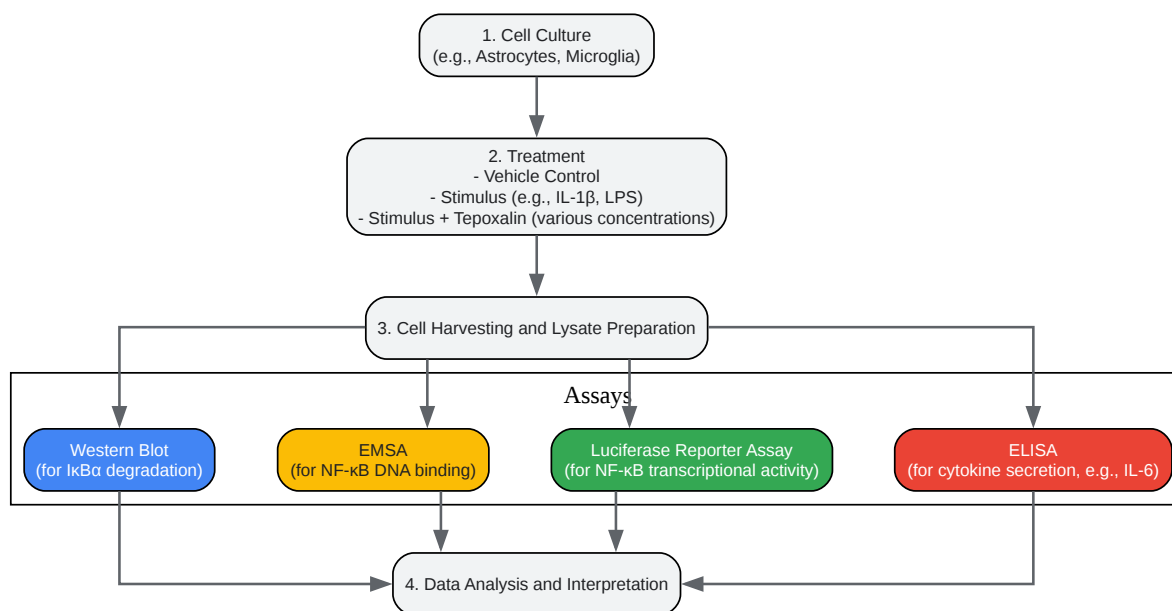 1. Cell Culture
(e.g., Astrocytes, Microglia)
2. Treatment
- Vehicle Control
- Stimulus (e.g., IL-1β, LPS)
- Stimulus + Tepoxalin (various concentrations)
3. Cell Harvesting and Lysate Preparation
Assays
Western Blot
(for IκBα degradation)
EMSA
(for NF-κB DNA binding)
Luciferase Reporter Assay
(for NF-κB transcriptional activity)
ELISA
(for cytokine secretion, e.g., IL-6)
4. Data Analysis and Interpretation